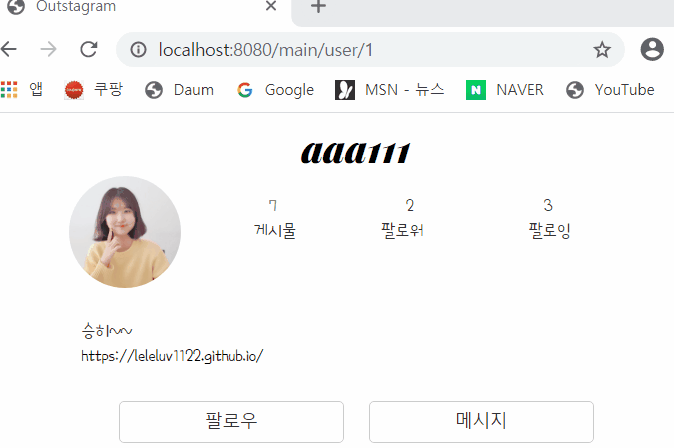 Outstagram
localhost:8080/main/user/1
앱 쿠팡 Daum Google MSN - 뉴스 NAVER YouTube
aaa111
7 2 3
게시물 팔로워 팔로잉
승히~~
https://leleluv1122.github.io/
팔로우 메시지